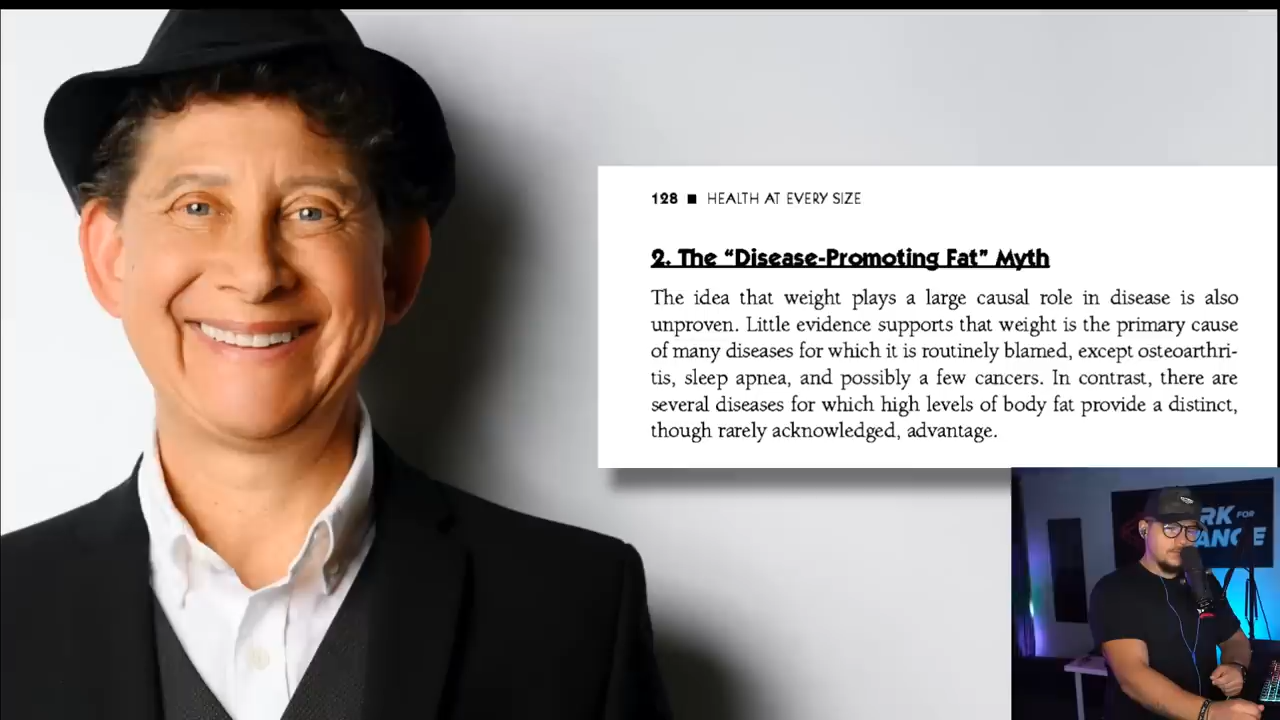 128 ■ HEALTH AT EVERY SIZE
2. The “Disease-Promoting Fat” Myth
The idea that weight plays a large causal role in disease is also
unproven. Little evidence supports that weight is the primary cause
of many diseases for which it is routinely blamed, except osteoarthri-
tis, sleep apnea, and possibly a few cancers. In contrast, there are
several diseases for which high levels of body fat provide a distinct,
though rarely acknowledged, advantage.
RK FOR
ANCE